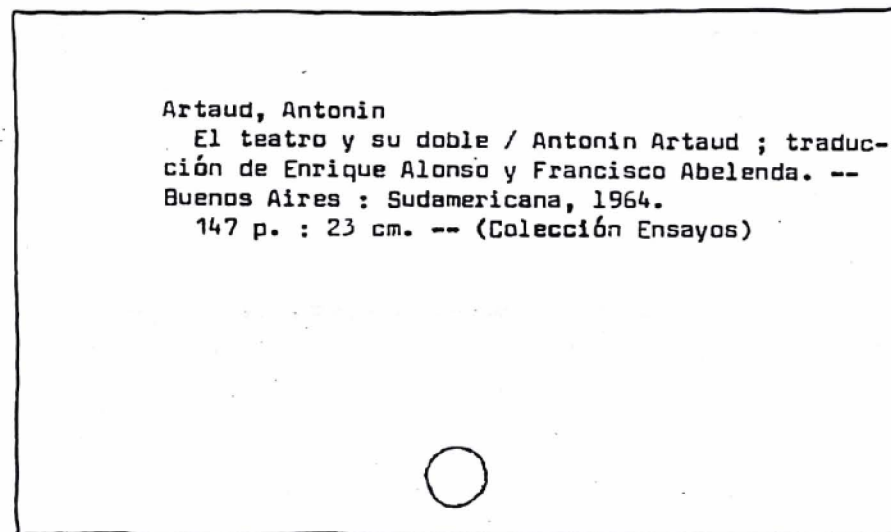 Artaud, Antonin
El teatro y su doble / Antonin Artaud ; traduc-
ción de Enrique Alonso y Francisco Abelenda. --
Buenos Aires : Sudamericana, 1964.
147 p. : 23 cm. -- (Colección Ensayos)